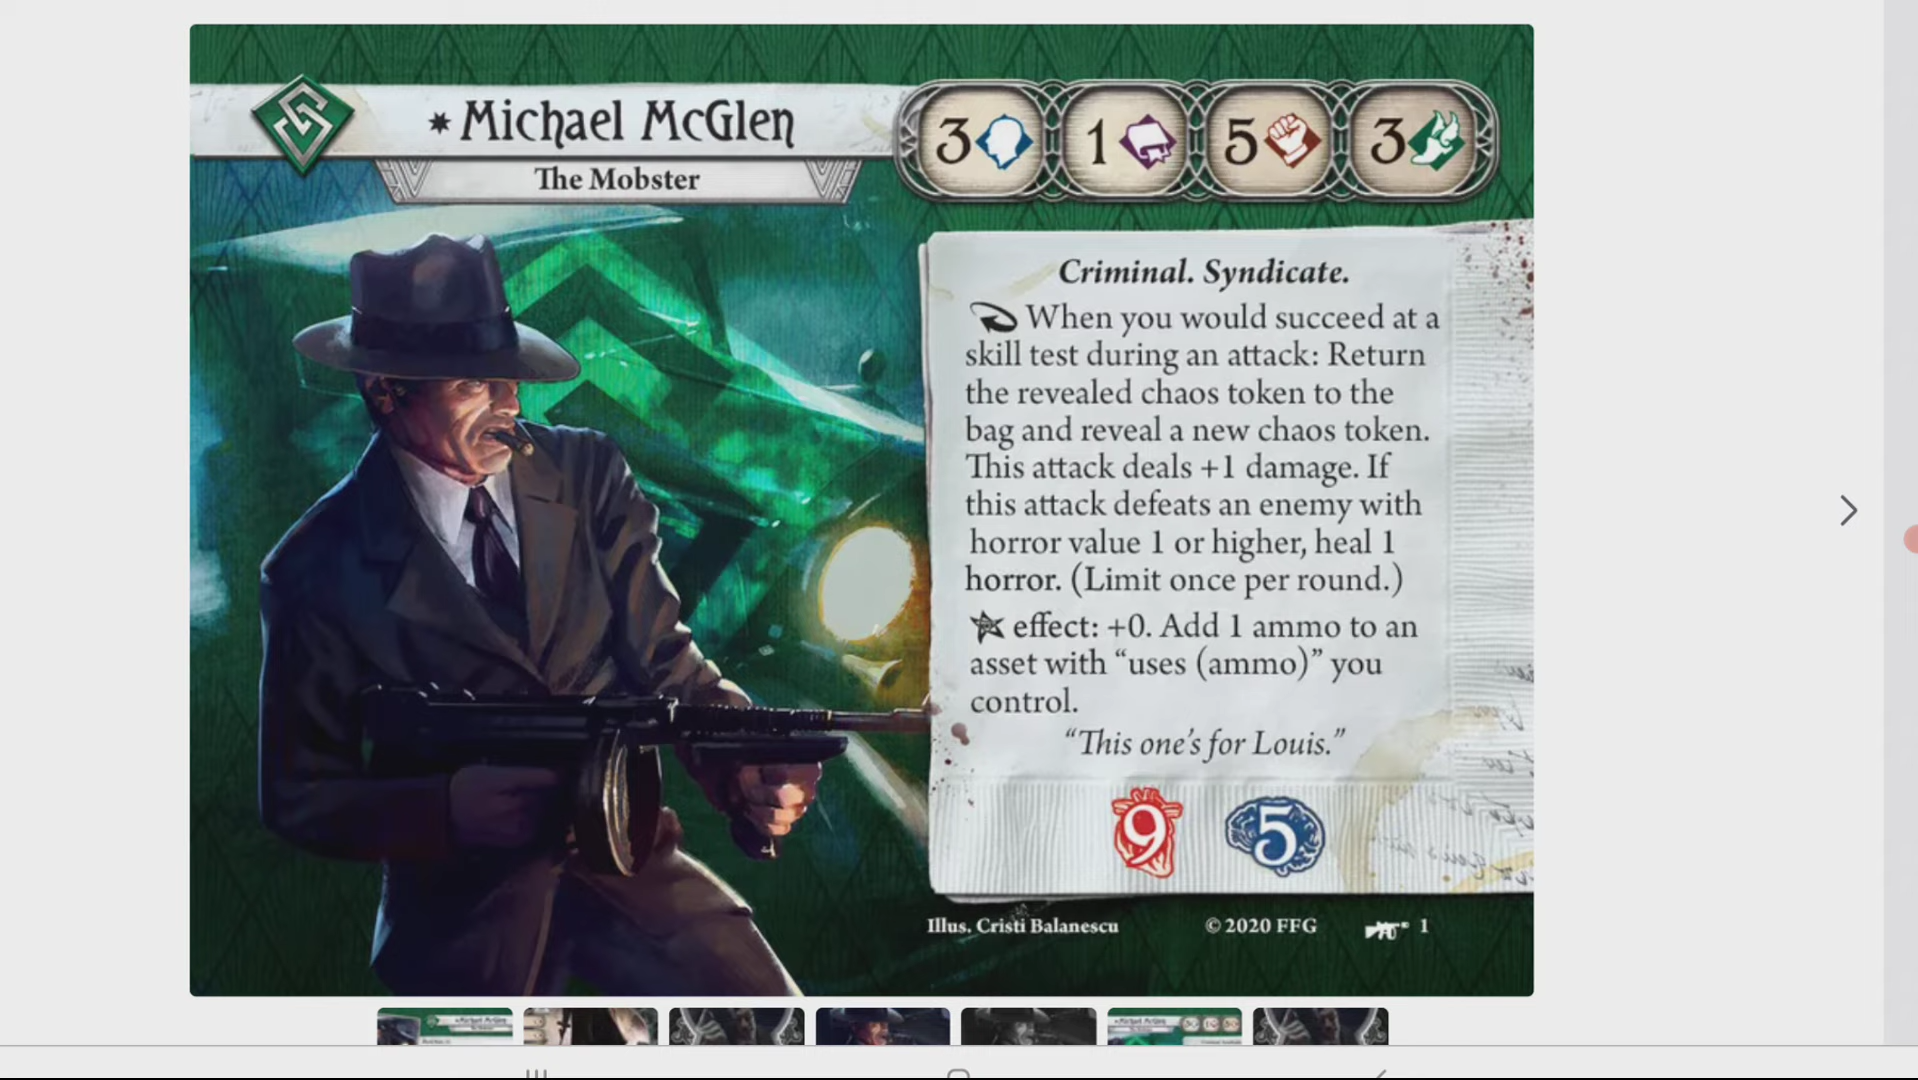 Michael McGlen
The Mobster
3 1 5 3
Criminal. Syndicate.
When you would succeed at a
skill test during an attack: Return
the revealed chaos token to the
bag and reveal a new chaos token.
This attack deals +1 damage. If
this attack defeats an enemy with
horror value 1 or higher, heal 1
horror. (Limit once per round.)
effect: +0. Add 1 ammo to an
asset with “uses (ammo)” you
control.
“This one’s for Louis.”
9 5
Illus. Cristi Balanescu © 2020 FFG 1